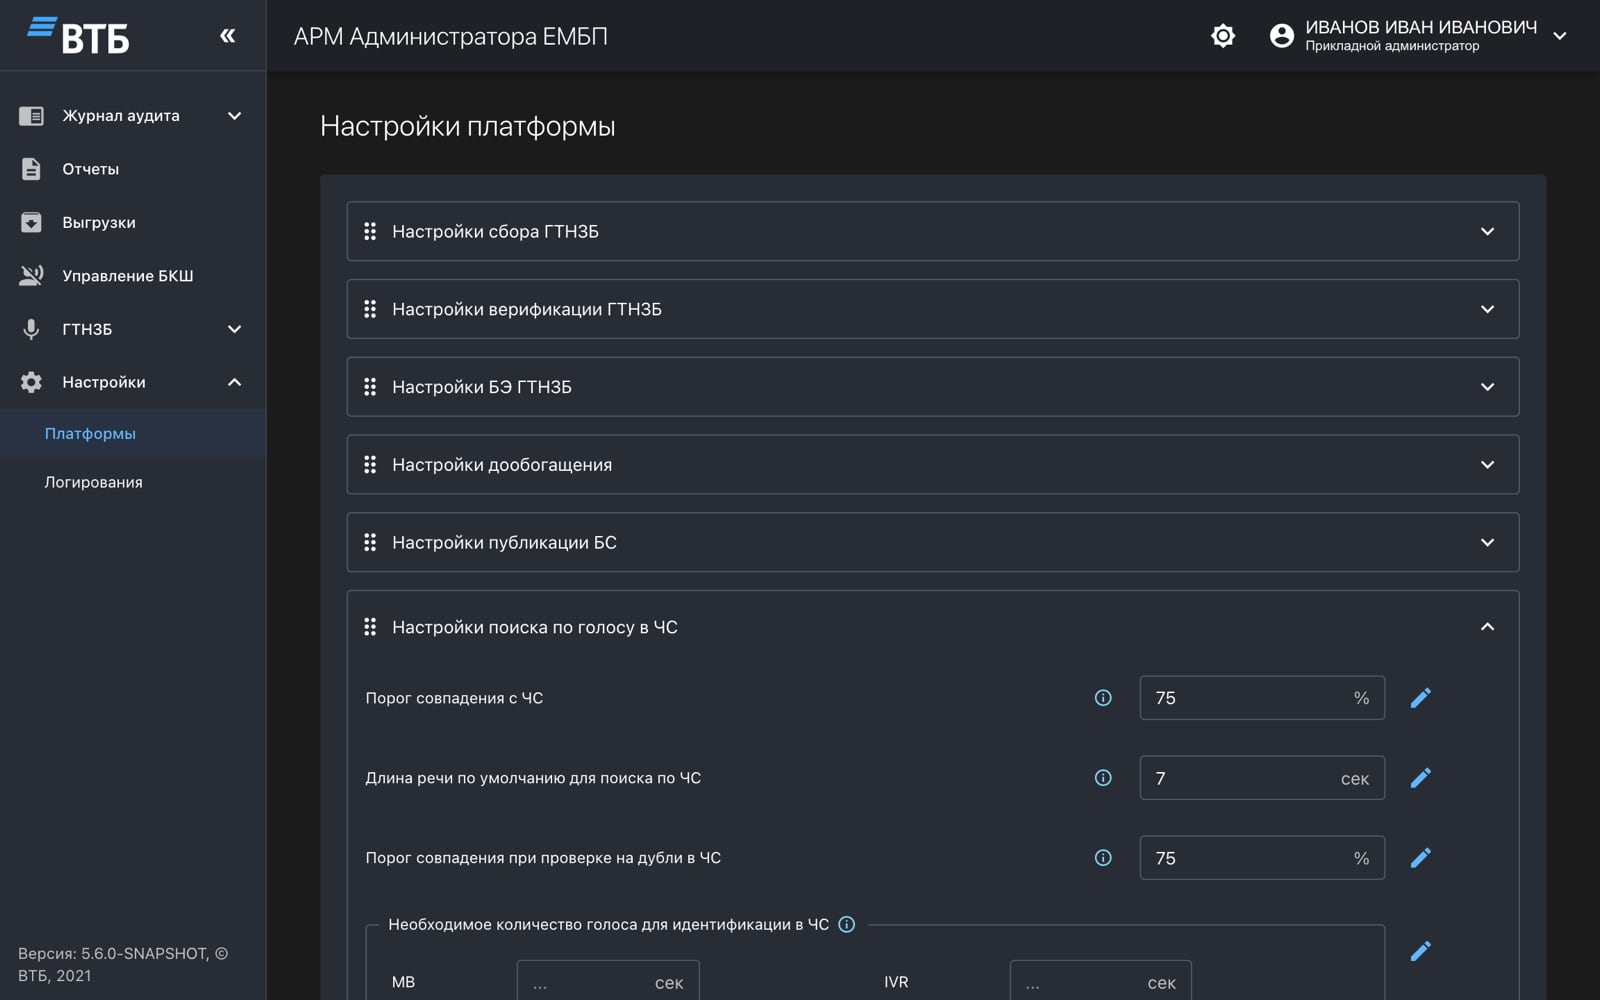 ВТБ
АРМ Администратора ЕМБП
ИВАНОВ ИВАН ИВАНОВИЧ
Прикладной администратор
Журнал аудита
Отчеты
Выгрузки
Управление БКШ
ГТНЗБ
Настройки
Платформы
Логирования
Версия: 5.6.0-SNAPSHOT, ©
ВТБ, 2021
Настройки платформы
Настройки сбора ГТНЗБ
Настройки верификации ГТНЗБ
Настройки БЭ ГТНЗБ
Настройки дообогащения
Настройки публикации БС
Настройки поиска по голосу в ЧС
Порог совпадения с ЧС 75 %
Длина речи по умолчанию для поиска по ЧС 7 сек
Порог совпадения при проверке на дубли в ЧС 75 %
Необходимое количество голоса для идентификации в ЧС
МВ ... сек IVR ... сек